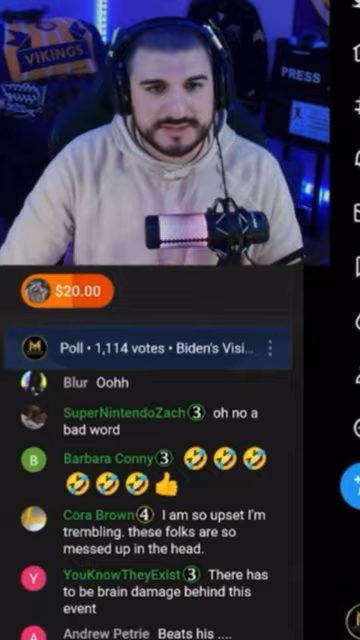 VIKINGS
PRESS
$20.00
Poll • 1,114 votes • Biden's Visi...
Blur Oohh
SuperNintendoZach 3 oh no a
bad word
B
Barbara Conny 3 🤣🤣🤣
🤣🤣🤣👍
Cora Brown 4 I am so upset I'm
trembling. these folks are so
messed up in the head.
Y
YouKnowTheyExist 3 There has
to be brain damage behind this
event
Andrew Petrie Beats his ....